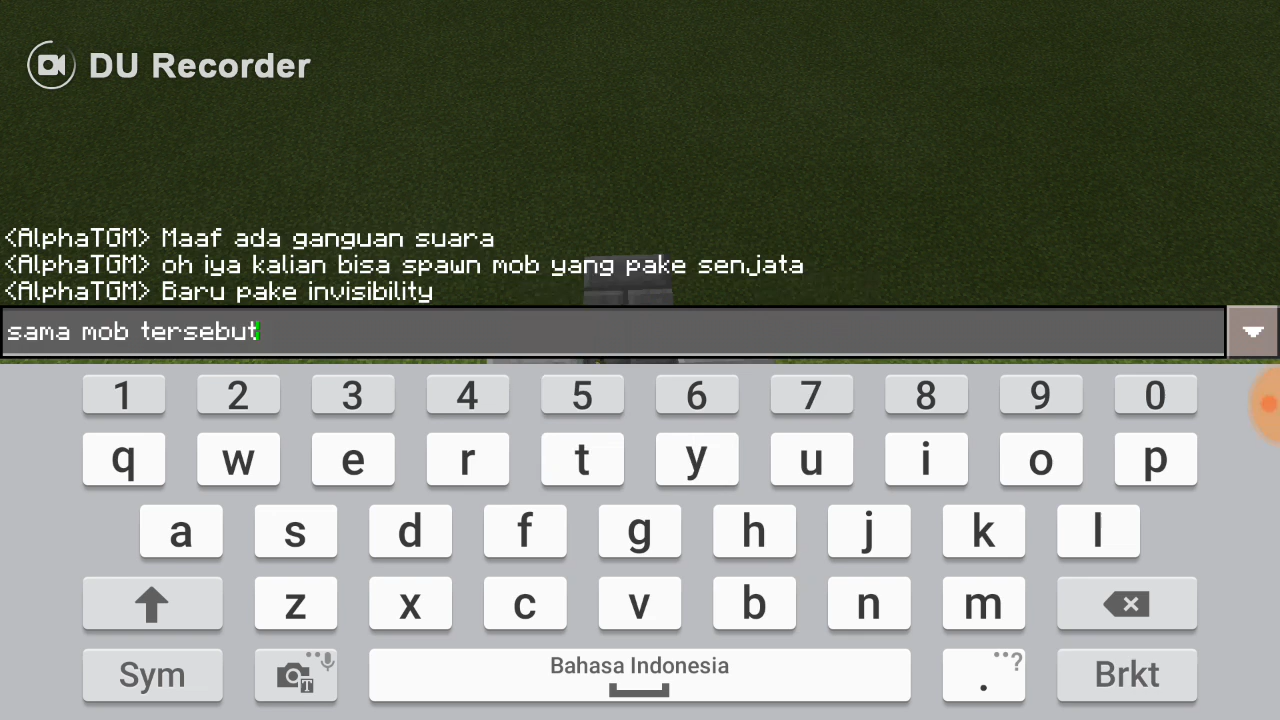 DU Recorder
<AlphaTGM> Maaf ada ganguan suara
<AlphaTGM> oh iya kalian bisa spawn mob yang pake senjata
<AlphaTGM> Baru pake invisibility
sama mob tersebut
1 2 3 4 5 6 7 8 9 0
q w e r t y u i o p
a s d f g h j k l
z x c v b n m
Sym T Bahasa Indonesia . ? Brkt